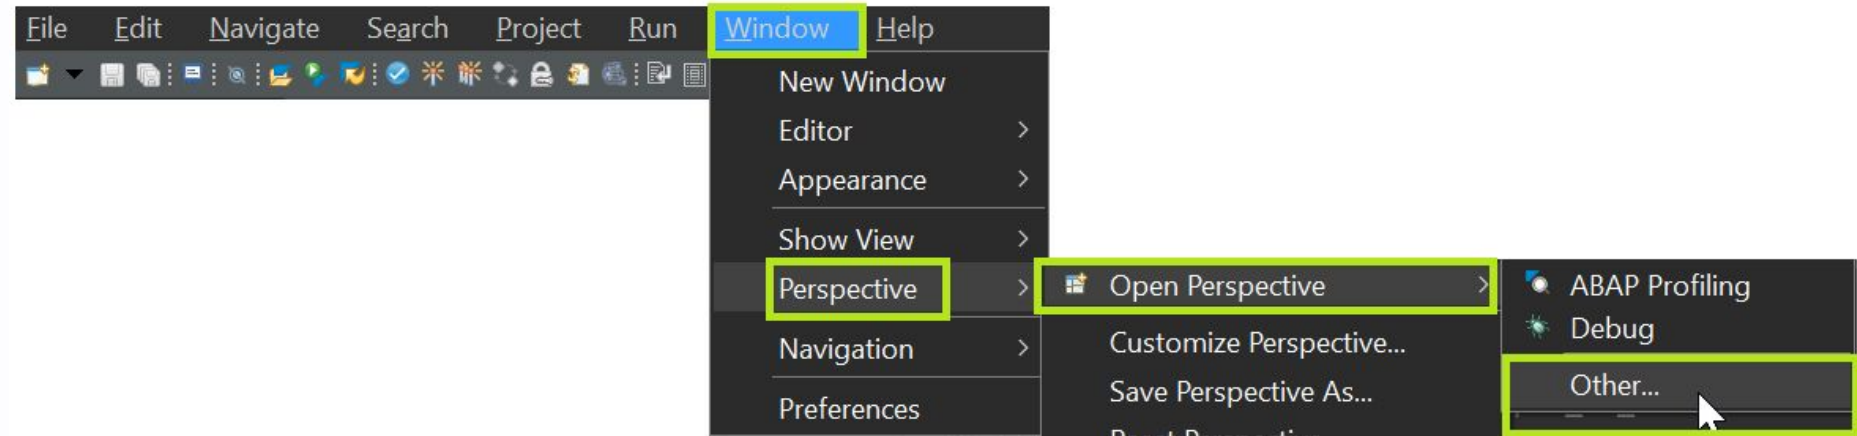 File Edit Navigate Search Project Run Window Help
New Window
Editor
Appearance
Show View
Perspective
Navigation
Preferences
Open Perspective
Customize Perspective...
Save Perspective As...
ABAP Profiling
Debug
Other...